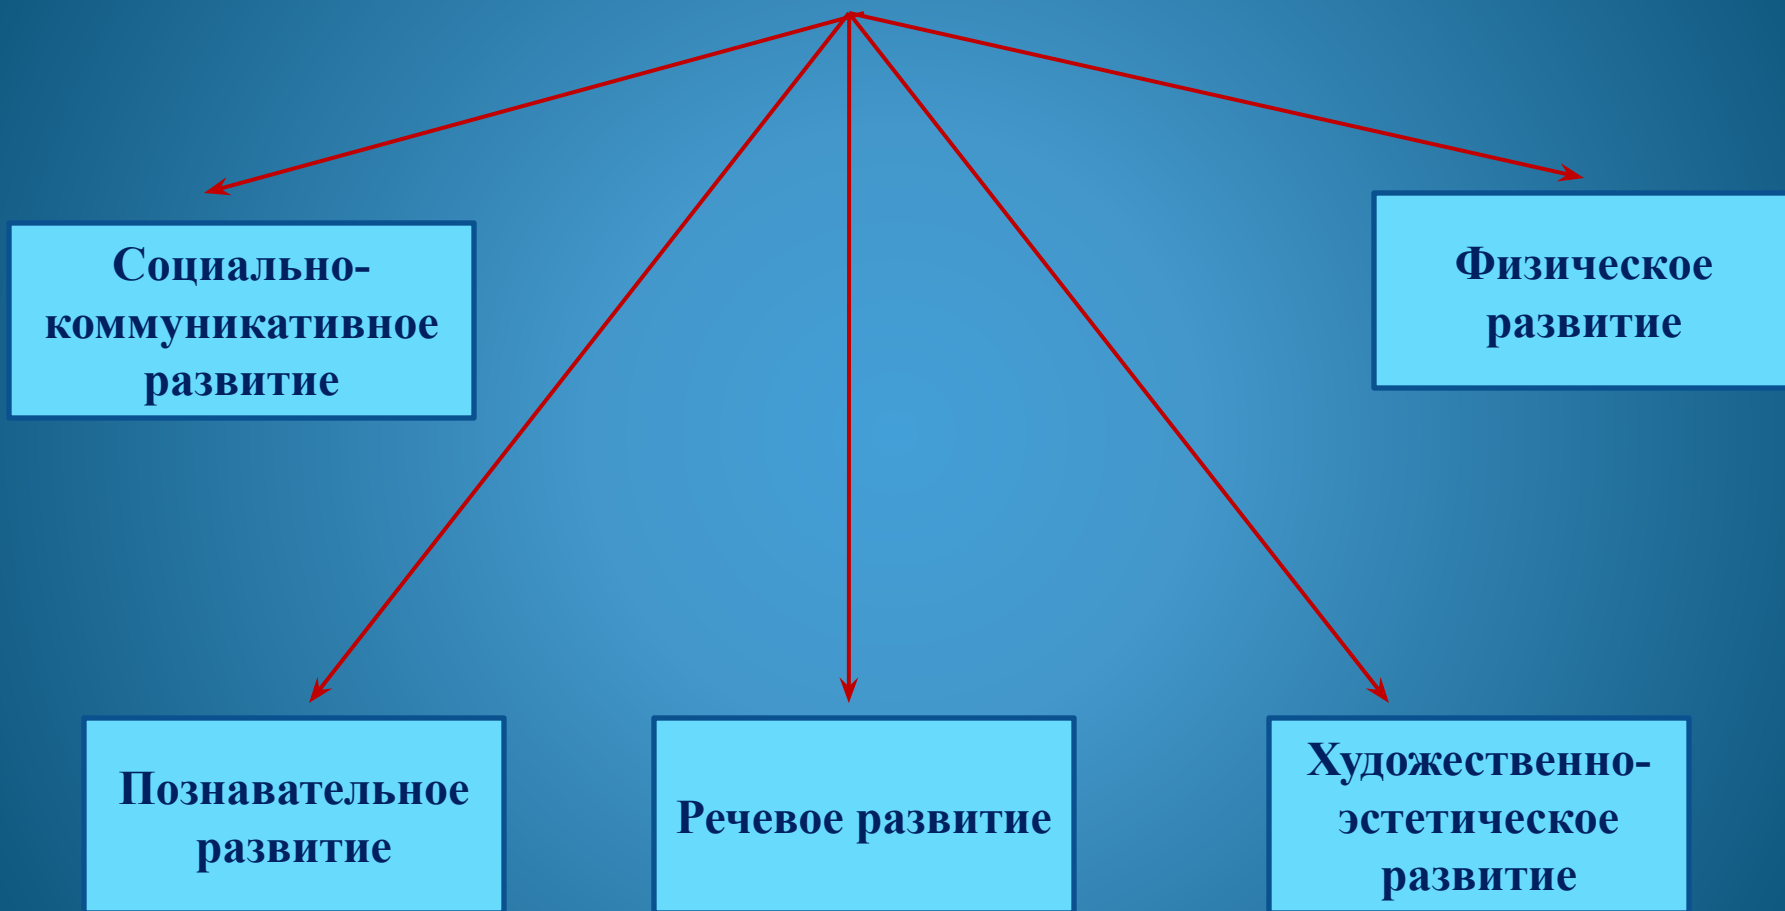 Социально-
коммуникативное
развитие
Физическое
развитие
Познавательное
развитие
Речевое развитие
Художественно-
эстетическое
развитие